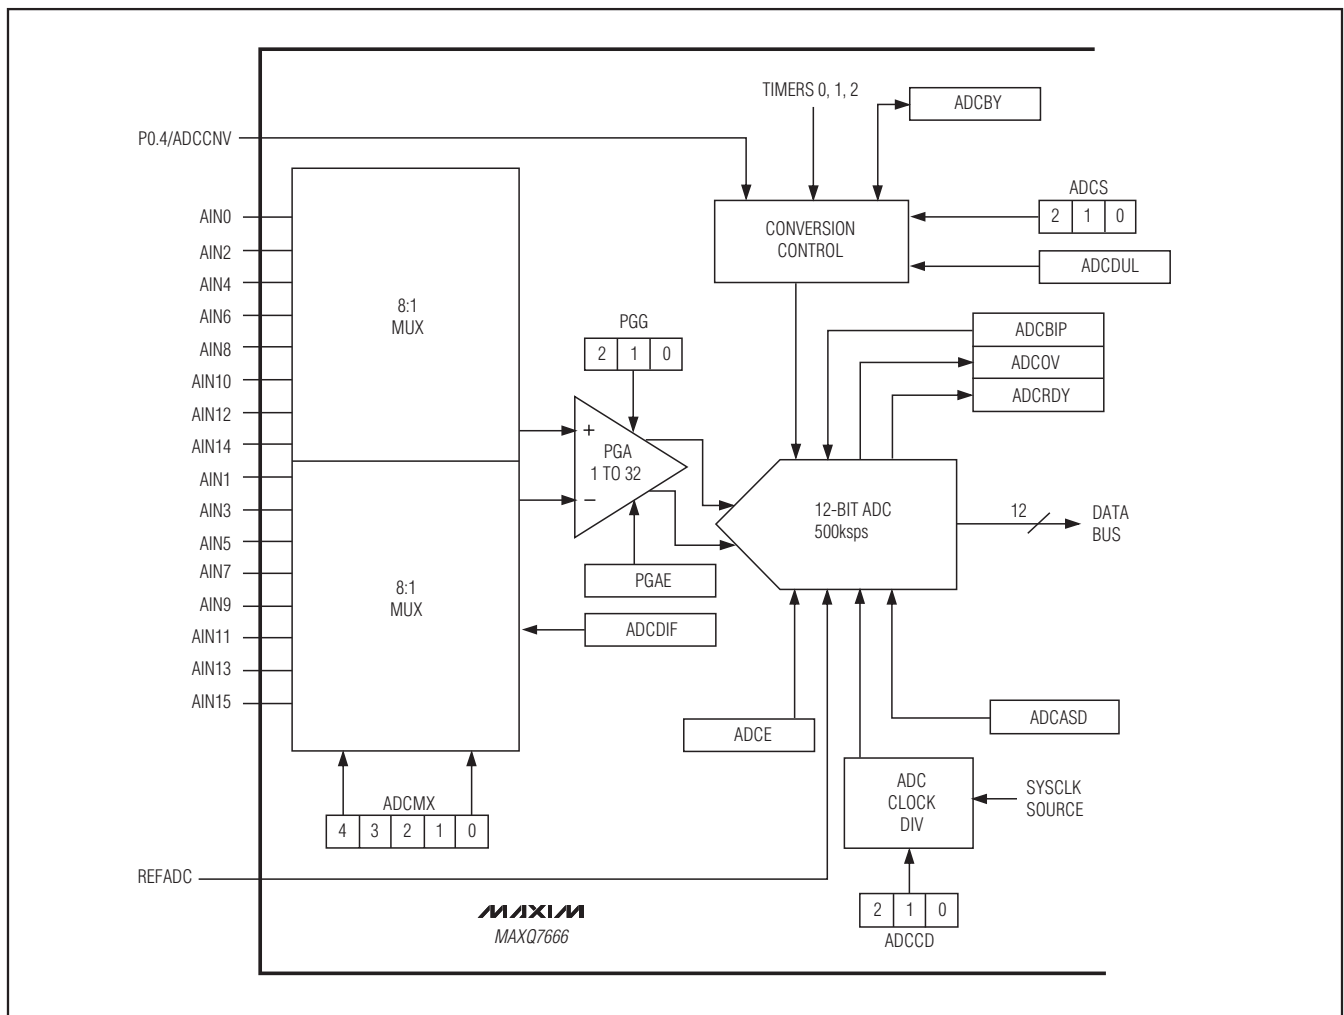 TIMERS 0, 1, 2
ADCBY
P0.4/ADCCNV
ADCS
2 1 0
ADCDUL
CONVERSION
CONTROL
AIN0
AIN2
AIN4
AIN6
AIN8
AIN10
AIN12
AIN14
AIN1
AIN3
AIN5
AIN7
AIN9
AIN11
AIN13
AIN15
8:1
MUX
8:1
MUX
PGG
2 1 0
ADCBIP
ADCOV
ADCRDY
+
PGA
1 TO 32
−
12-BIT ADC
500ksps
12
DATA
BUS
PGAE
ADCDIF
ADCE
ADCASD
ADC
CLOCK
DIV
SYSCLK
SOURCE
ADCMX
4 3 2 1 0
REFADC
2 1 0
ADCCD
MAXIM
MAXQ7666